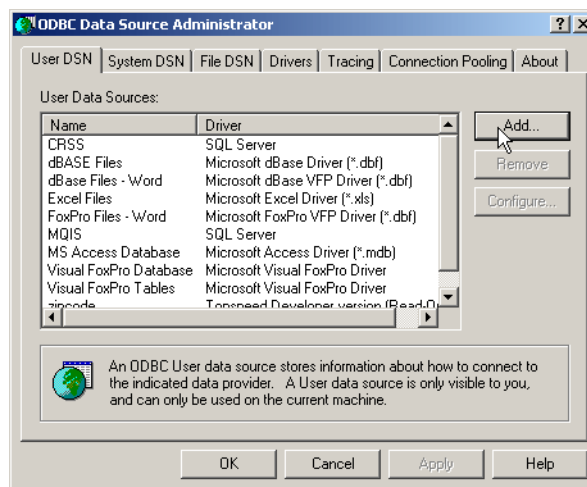 ODBC Data Source Administrator
User DSN System DSN File DSN Drivers Tracing Connection Pooling About
User Data Sources:
Name Driver
CRSS SQL Server
dBASE Files Microsoft dBase Driver (*.dbf)
dBase Files - Word Microsoft dBase VFP Driver (*.dbf)
Excel Files Microsoft Excel Driver (*.xls)
FoxPro Files - Word Microsoft FoxPro VFP Driver (*.dbf)
MQIS SQL Server
MS Access Database Microsoft Access Driver (*.mdb)
Visual FoxPro Database Microsoft Visual FoxPro Driver
Visual FoxPro Tables Microsoft Visual FoxPro Driver
zipcode Topspeed Developer version (Read-O
Add...
Remove
Configure...
An ODBC User data source stores information about how to connect to
the indicated data provider. A User data source is only visible to you,
and can only be used on the current machine.
OK Cancel Apply Help